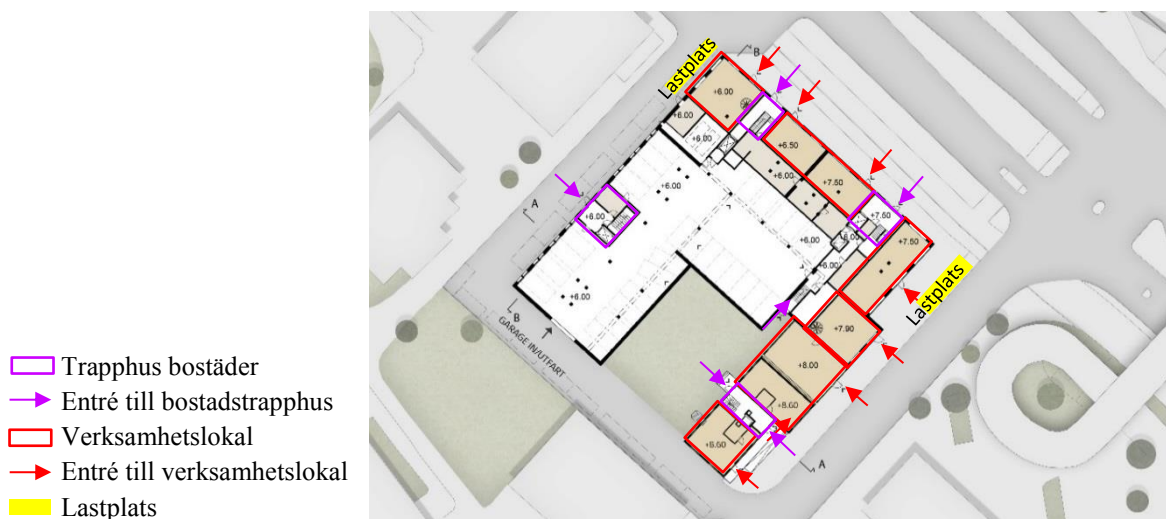 Lastplats
B
+6.00
+6.00
+6.00
+6.50
+6.00
+7.50
+6.00
+6.00
A
+7.50
+7.50
+6.00
+6.00
+6.00
Lastplats
+6.00
B
GARAGE IN/UTFART
+7.90
+8.00
+8.60
A
Trapphus bostäder
Entré till bostadstrapphus
Verksamhetslokal
Entré till verksamhetslokal
Lastplats